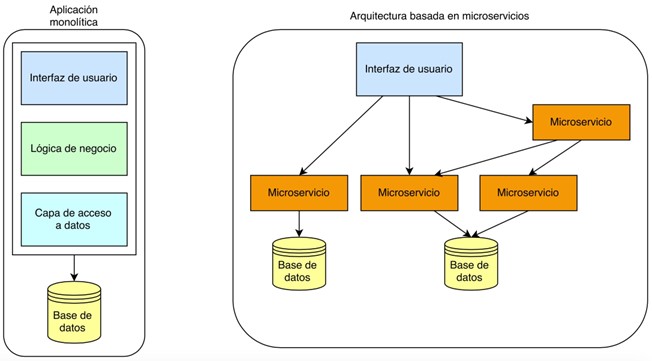 Aplicación
monolítica
Interfaz de usuario
Lógica de negocio
Capa de acceso
a datos
Base de
datos
Arquitectura basada en microservicios
Interfaz de usuario
Microservicio
Microservicio
Microservicio
Microservicio
Base de
datos
Base de
datos